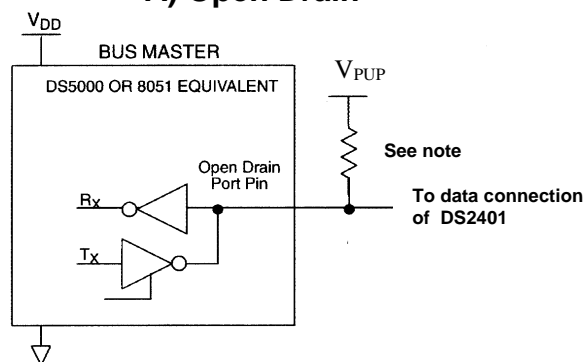 A) Open Drain
VDD
BUS MASTER
DS5000 OR 8051 EQUIVALENT
VPUP
See note
Open Drain
Port Pin
RX
To data connection
of DS2401
TX